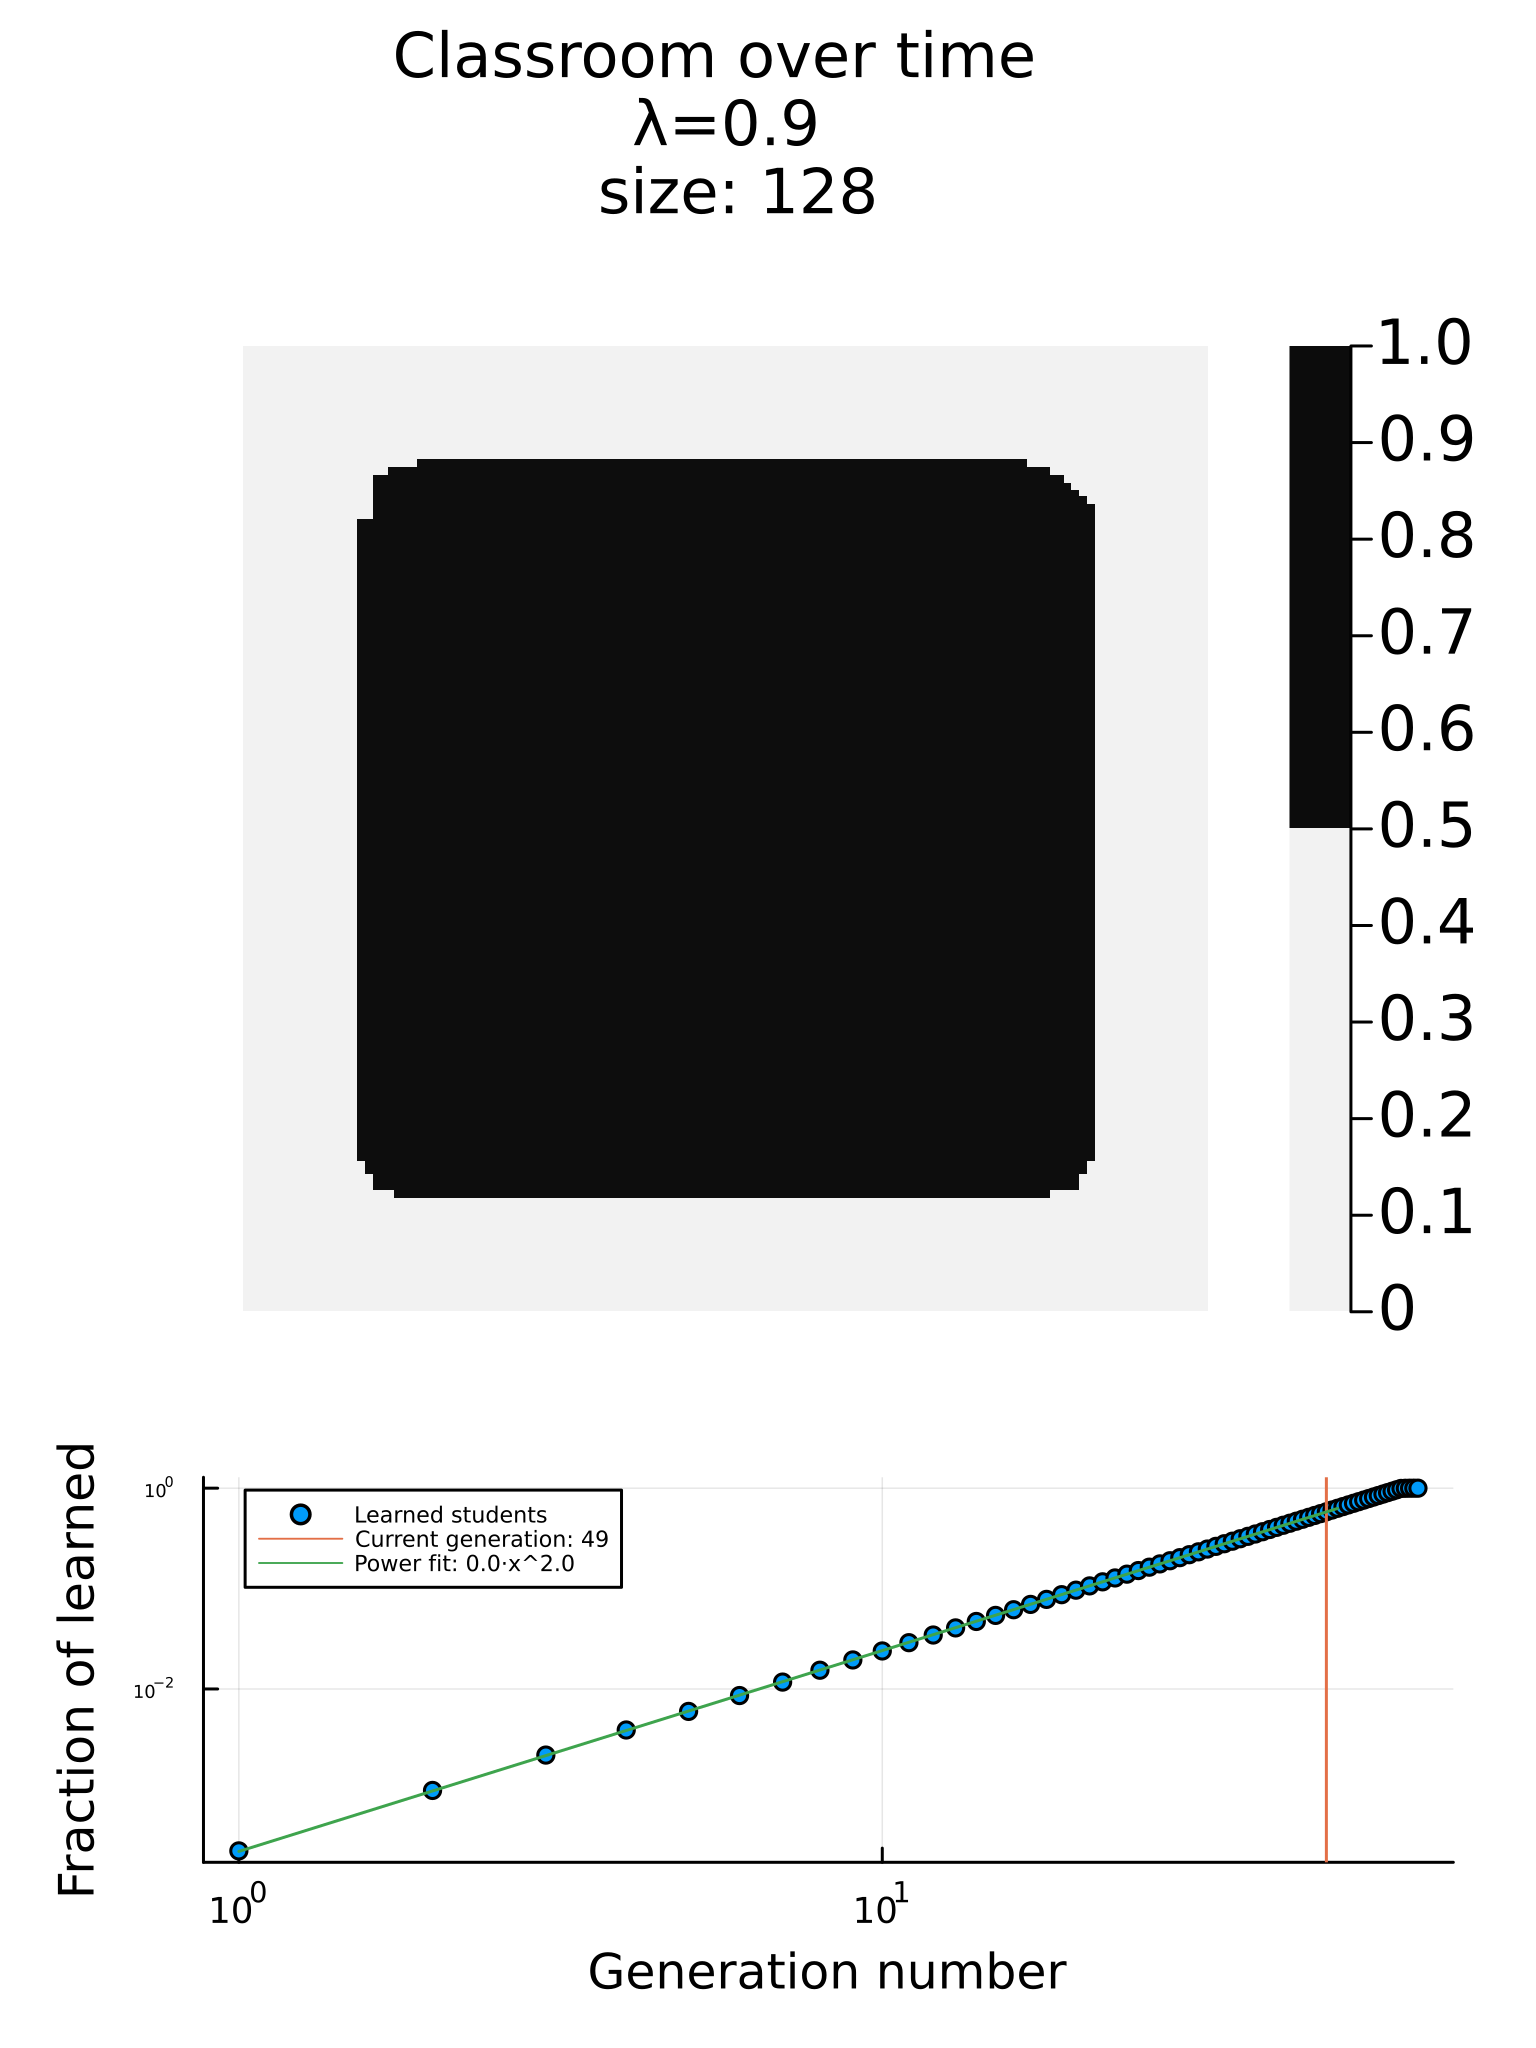 Classroom over time
λ=0.9
size: 128
1.0
0.9
0.8
0.7
0.6
0.5
0.4
0.3
0.2
0.1
0
Fraction of learned
10^0
10^-2
Learned students
Current generation: 49
Power fit: 0.0·x^2.0
10^0
10^1
Generation number